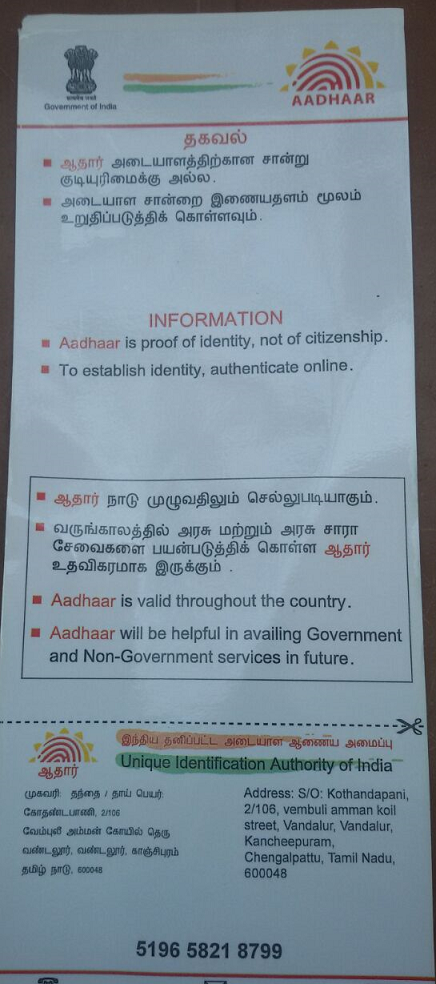 Government of India
AADHAAR
தகவல்
ஆதார் அடையாளத்திற்கான சான்று
குடியுரிமைக்கு அல்ல.
அடையாள சான்றை இணையதளம் மூலம்
உறுதிப்படுத்திக் கொள்ளவும்.
INFORMATION
Aadhaar is proof of identity, not of citizenship.
To establish identity, authenticate online.
ஆதார் நாடு முழுவதிலும் செல்லுபடியாகும்.
வருங்காலத்தில் அரசு மற்றும் அரசு சாரா
சேவைகளை பயன்படுத்திக் கொள்ள ஆதார்
உதவிகரமாக இருக்கும் .
Aadhaar is valid throughout the country.
Aadhaar will be helpful in availing Government
and Non-Government services in future.
இந்திய தனிப்பட்ட அடையாள ஆணைய அமைப்பு
Unique Identification Authority of India
ஆதார்
முகவரி: தந்தை / தாய் பெயர்:
கோதண்டபாணி, 2/106
வேம்புலி அம்மன் கோயில் தெரு
வண்டலூர், வண்டலூர், காஞ்சிபுரம்
தமிழ் நாடு, 600048
Address: S/O: Kothandapani,
2/106, vembuli amman koil
street, Vandalur, Vandalur,
Kancheepuram,
Chengalpattu, Tamil Nadu,
600048
5196 5821 8799